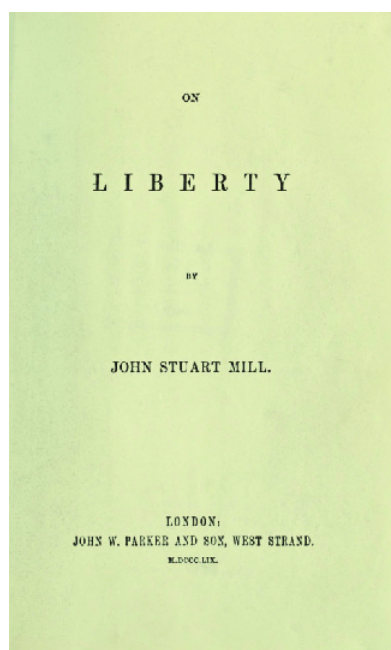 ON
LIBERTY
BY
JOHN STUART MILL.
LONDON:
JOHN W. PARKER AND SON, WEST STRAND.
M.DCCC.LIX.